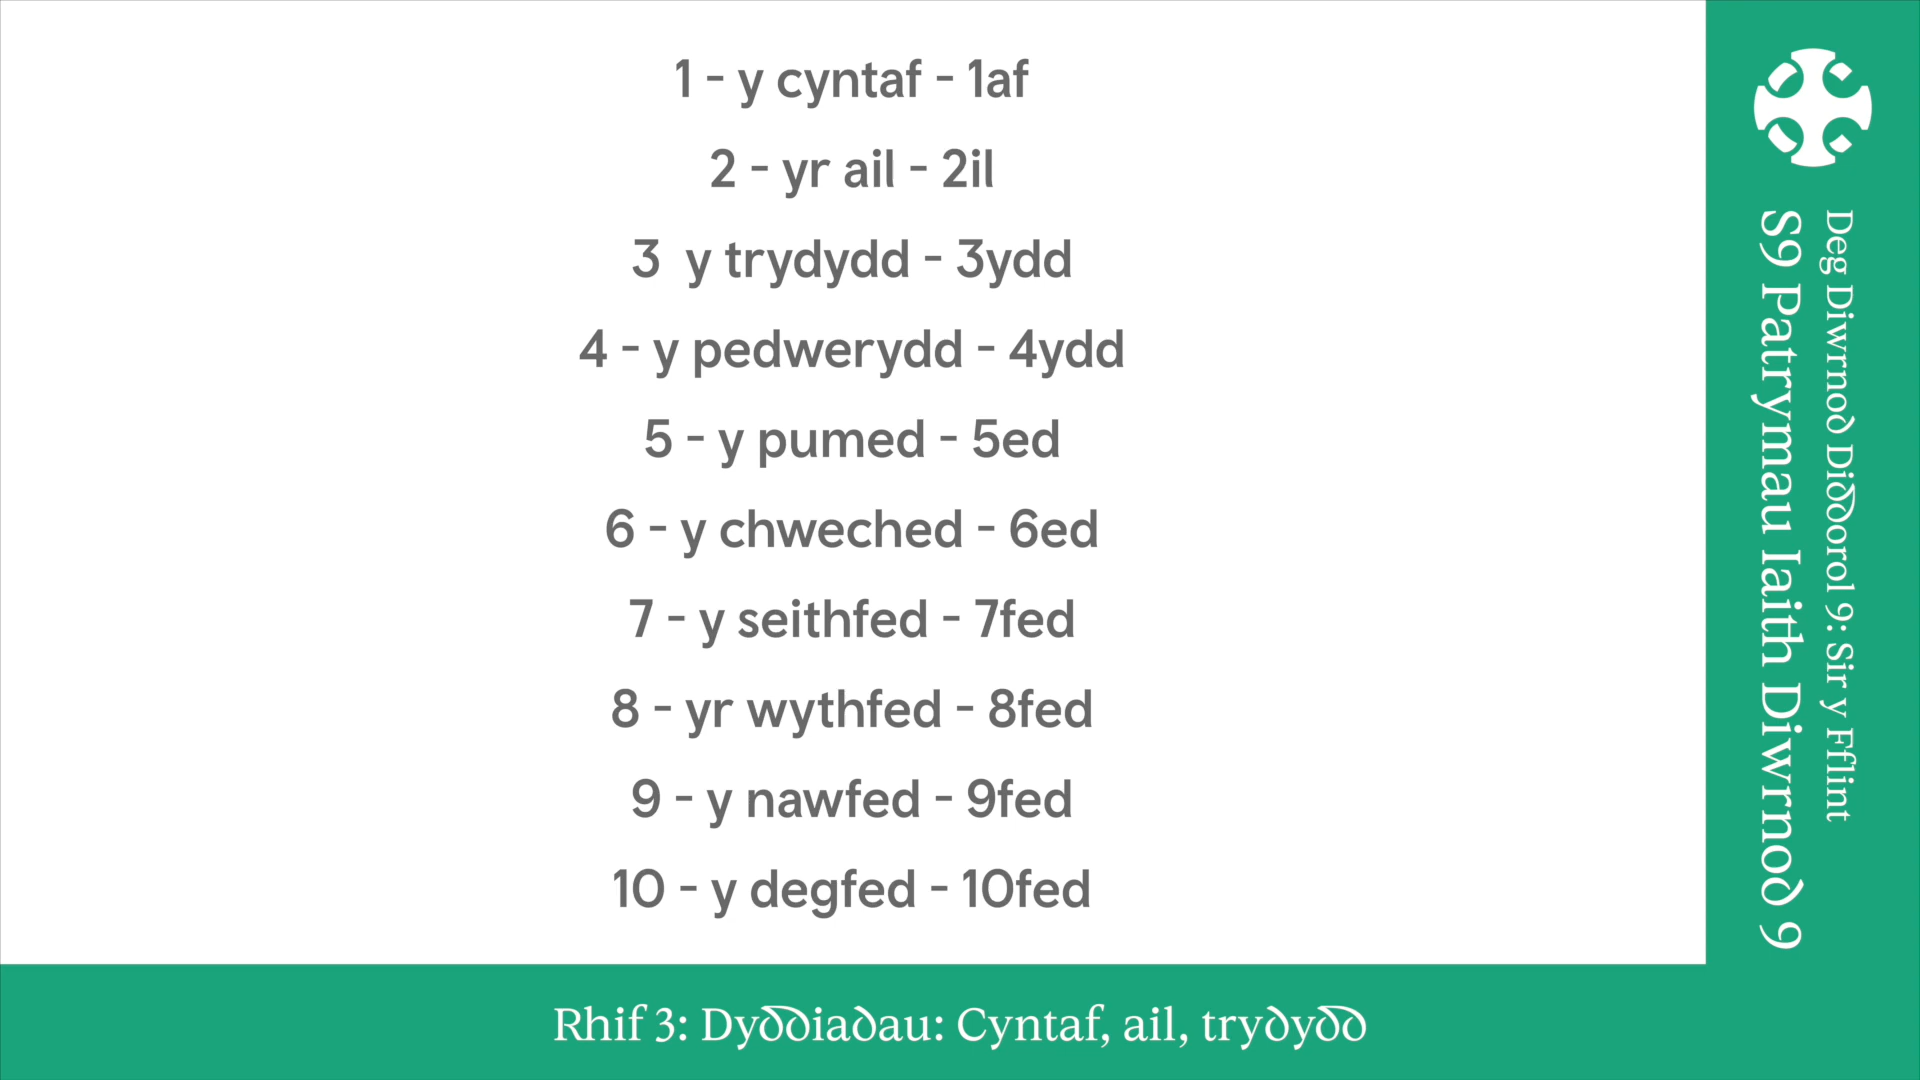 1 - y cyntaf - 1af
2 - yr ail - 2il
3  y trydydd - 3ydd
4 - y pedwerydd - 4ydd
5 - y pumed - 5ed
6 - y chweched - 6ed
7 - y seithfed - 7fed
8 - yr wythfed - 8fed
9 - y nawfed - 9fed
10 - y degfed - 10fed
Deg Diwrnod Diddorol 9: Sir y Fflint
S9 Patrymau Iaith Diwrnod 9
Rhif 3: Dyddiadau: Cyntaf, ail, trydydd